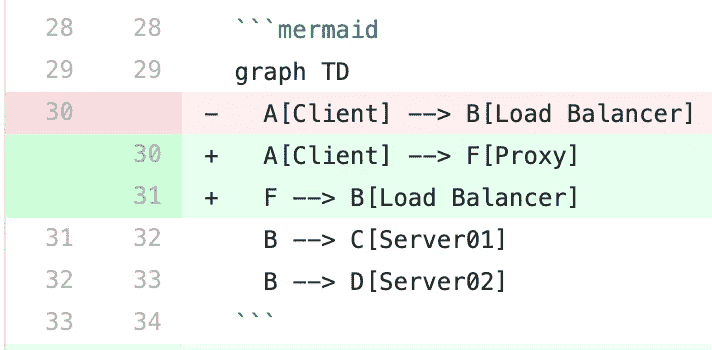 28 28 ```mermaid
29 29 graph TD
30 - A[Client] --> B[Load Balancer]
30 + A[Client] --> F[Proxy]
31 + F --> B[Load Balancer]
31 32 B --> C[Server01]
32 33 B --> D[Server02]
33 34 ```